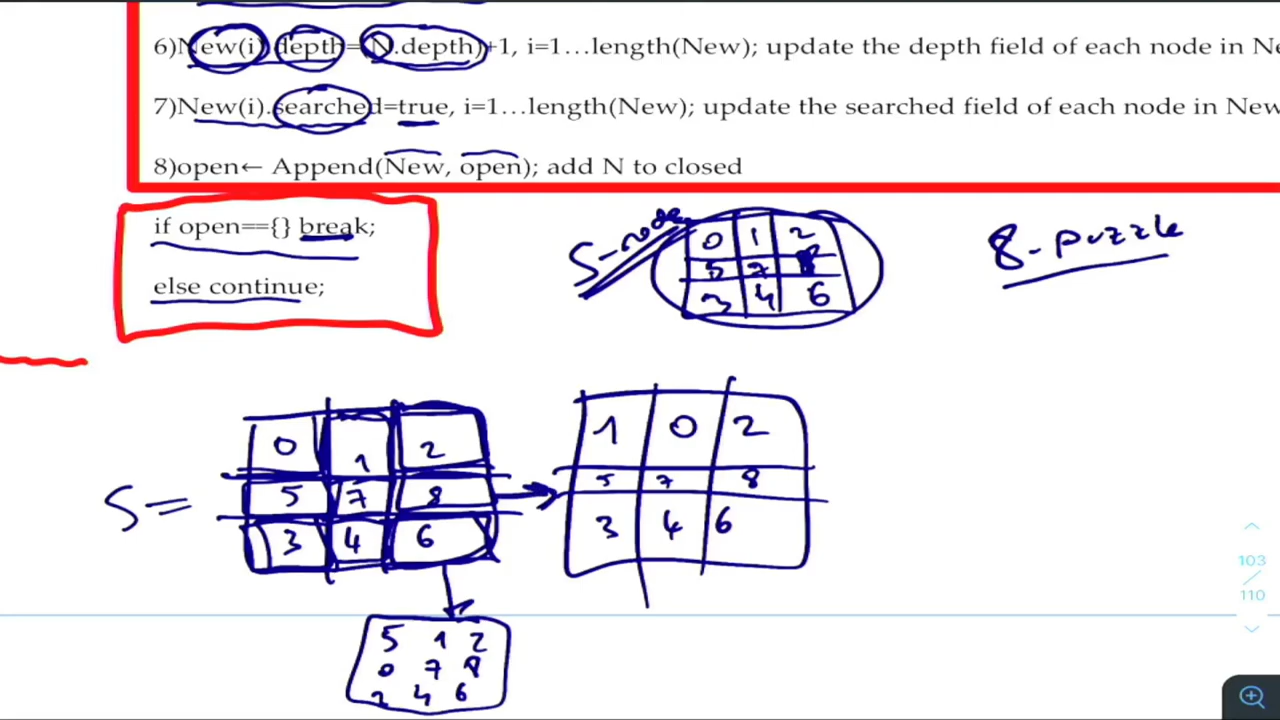 6)New(i).depth=(N.depth)+1, i=1…length(New); update the depth field of each node in Ne
7)New(i).searched=true, i=1…length(New); update the searched field of each node in New
8)open← Append(New, open); add N to closed
if open=={} break;
else continue;
S-node
0 1 2
5 7 8
3 4 6
8-puzzle
S=
0 1 2
5 7 8
3 4 6
1 0 2
5 7 8
3 4 6
5 1 2
0 7 8
3 4 6
103
/
110